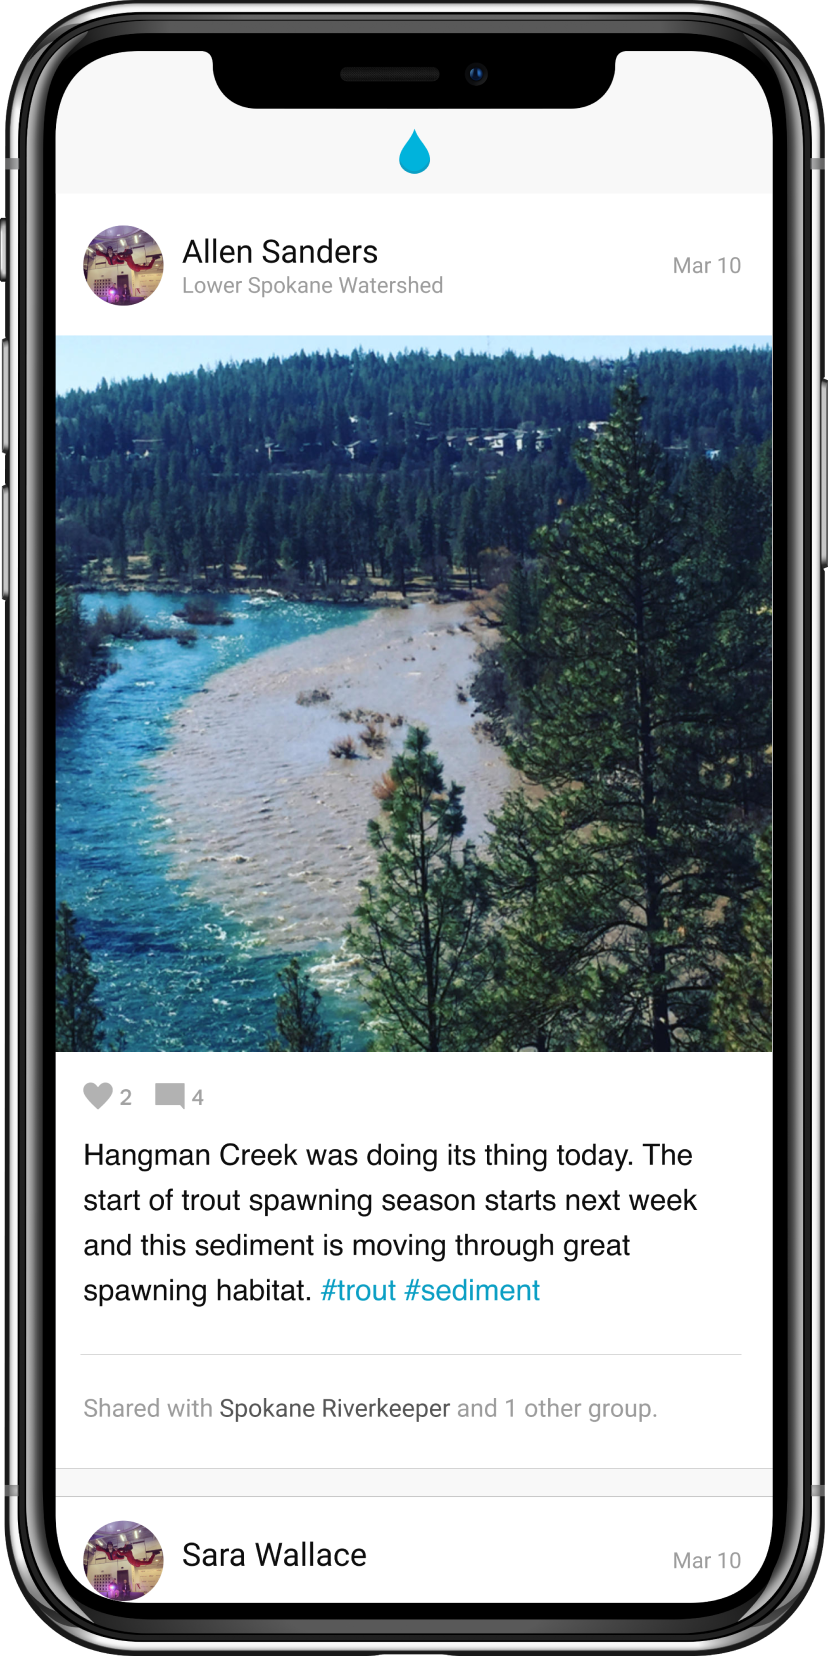 Allen Sanders
Lower Spokane Watershed
Mar 10
2
4
Hangman Creek was doing its thing today. The
start of trout spawning season starts next week
and this sediment is moving through great
spawning habitat. #trout #sediment
Shared with Spokane Riverkeeper and 1 other group.
Sara Wallace
Mar 10